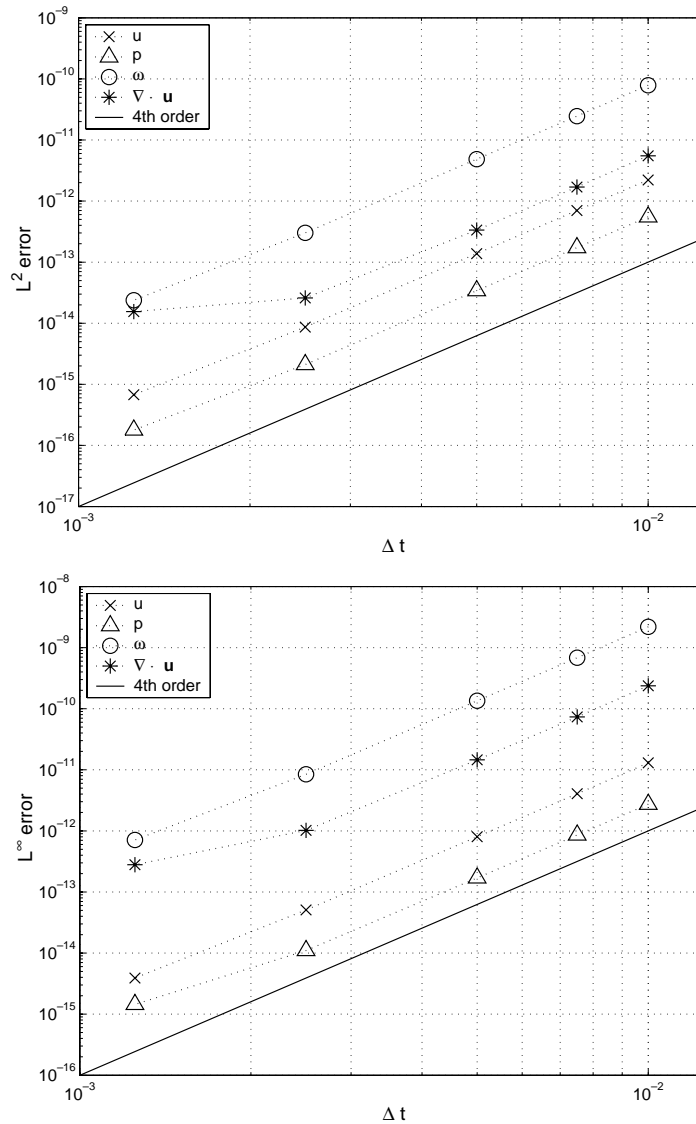 10⁻⁹
u
p
ω
∇ · u
4th order
10⁻¹⁰
10⁻¹¹
10⁻¹²
10⁻¹³
10⁻¹⁴
10⁻¹⁵
10⁻¹⁶
10⁻¹⁷
L² error
10⁻³
10⁻²
Δ t
10⁻⁸
u
p
ω
∇ · u
4th order
10⁻⁹
10⁻¹⁰
10⁻¹¹
10⁻¹²
10⁻¹³
10⁻¹⁴
10⁻¹⁵
10⁻¹⁶
L∞ error
10⁻³
10⁻²
Δ t